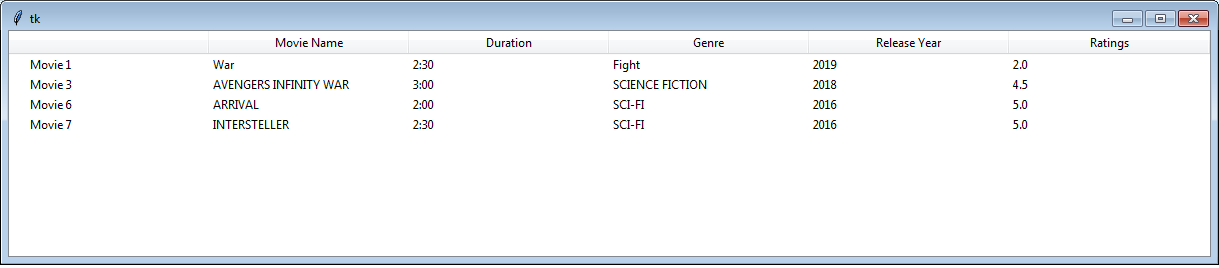 tk
Movie Name Duration Genre Release Year Ratings
Movie 1 War 2:30 Fight 2019 2.0
Movie 3 AVENGERS INFINITY WAR 3:00 SCIENCE FICTION 2018 4.5
Movie 6 ARRIVAL 2:00 SCI-FI 2016 5.0
Movie 7 INTERSTELLER 2:30 SCI-FI 2016 5.0